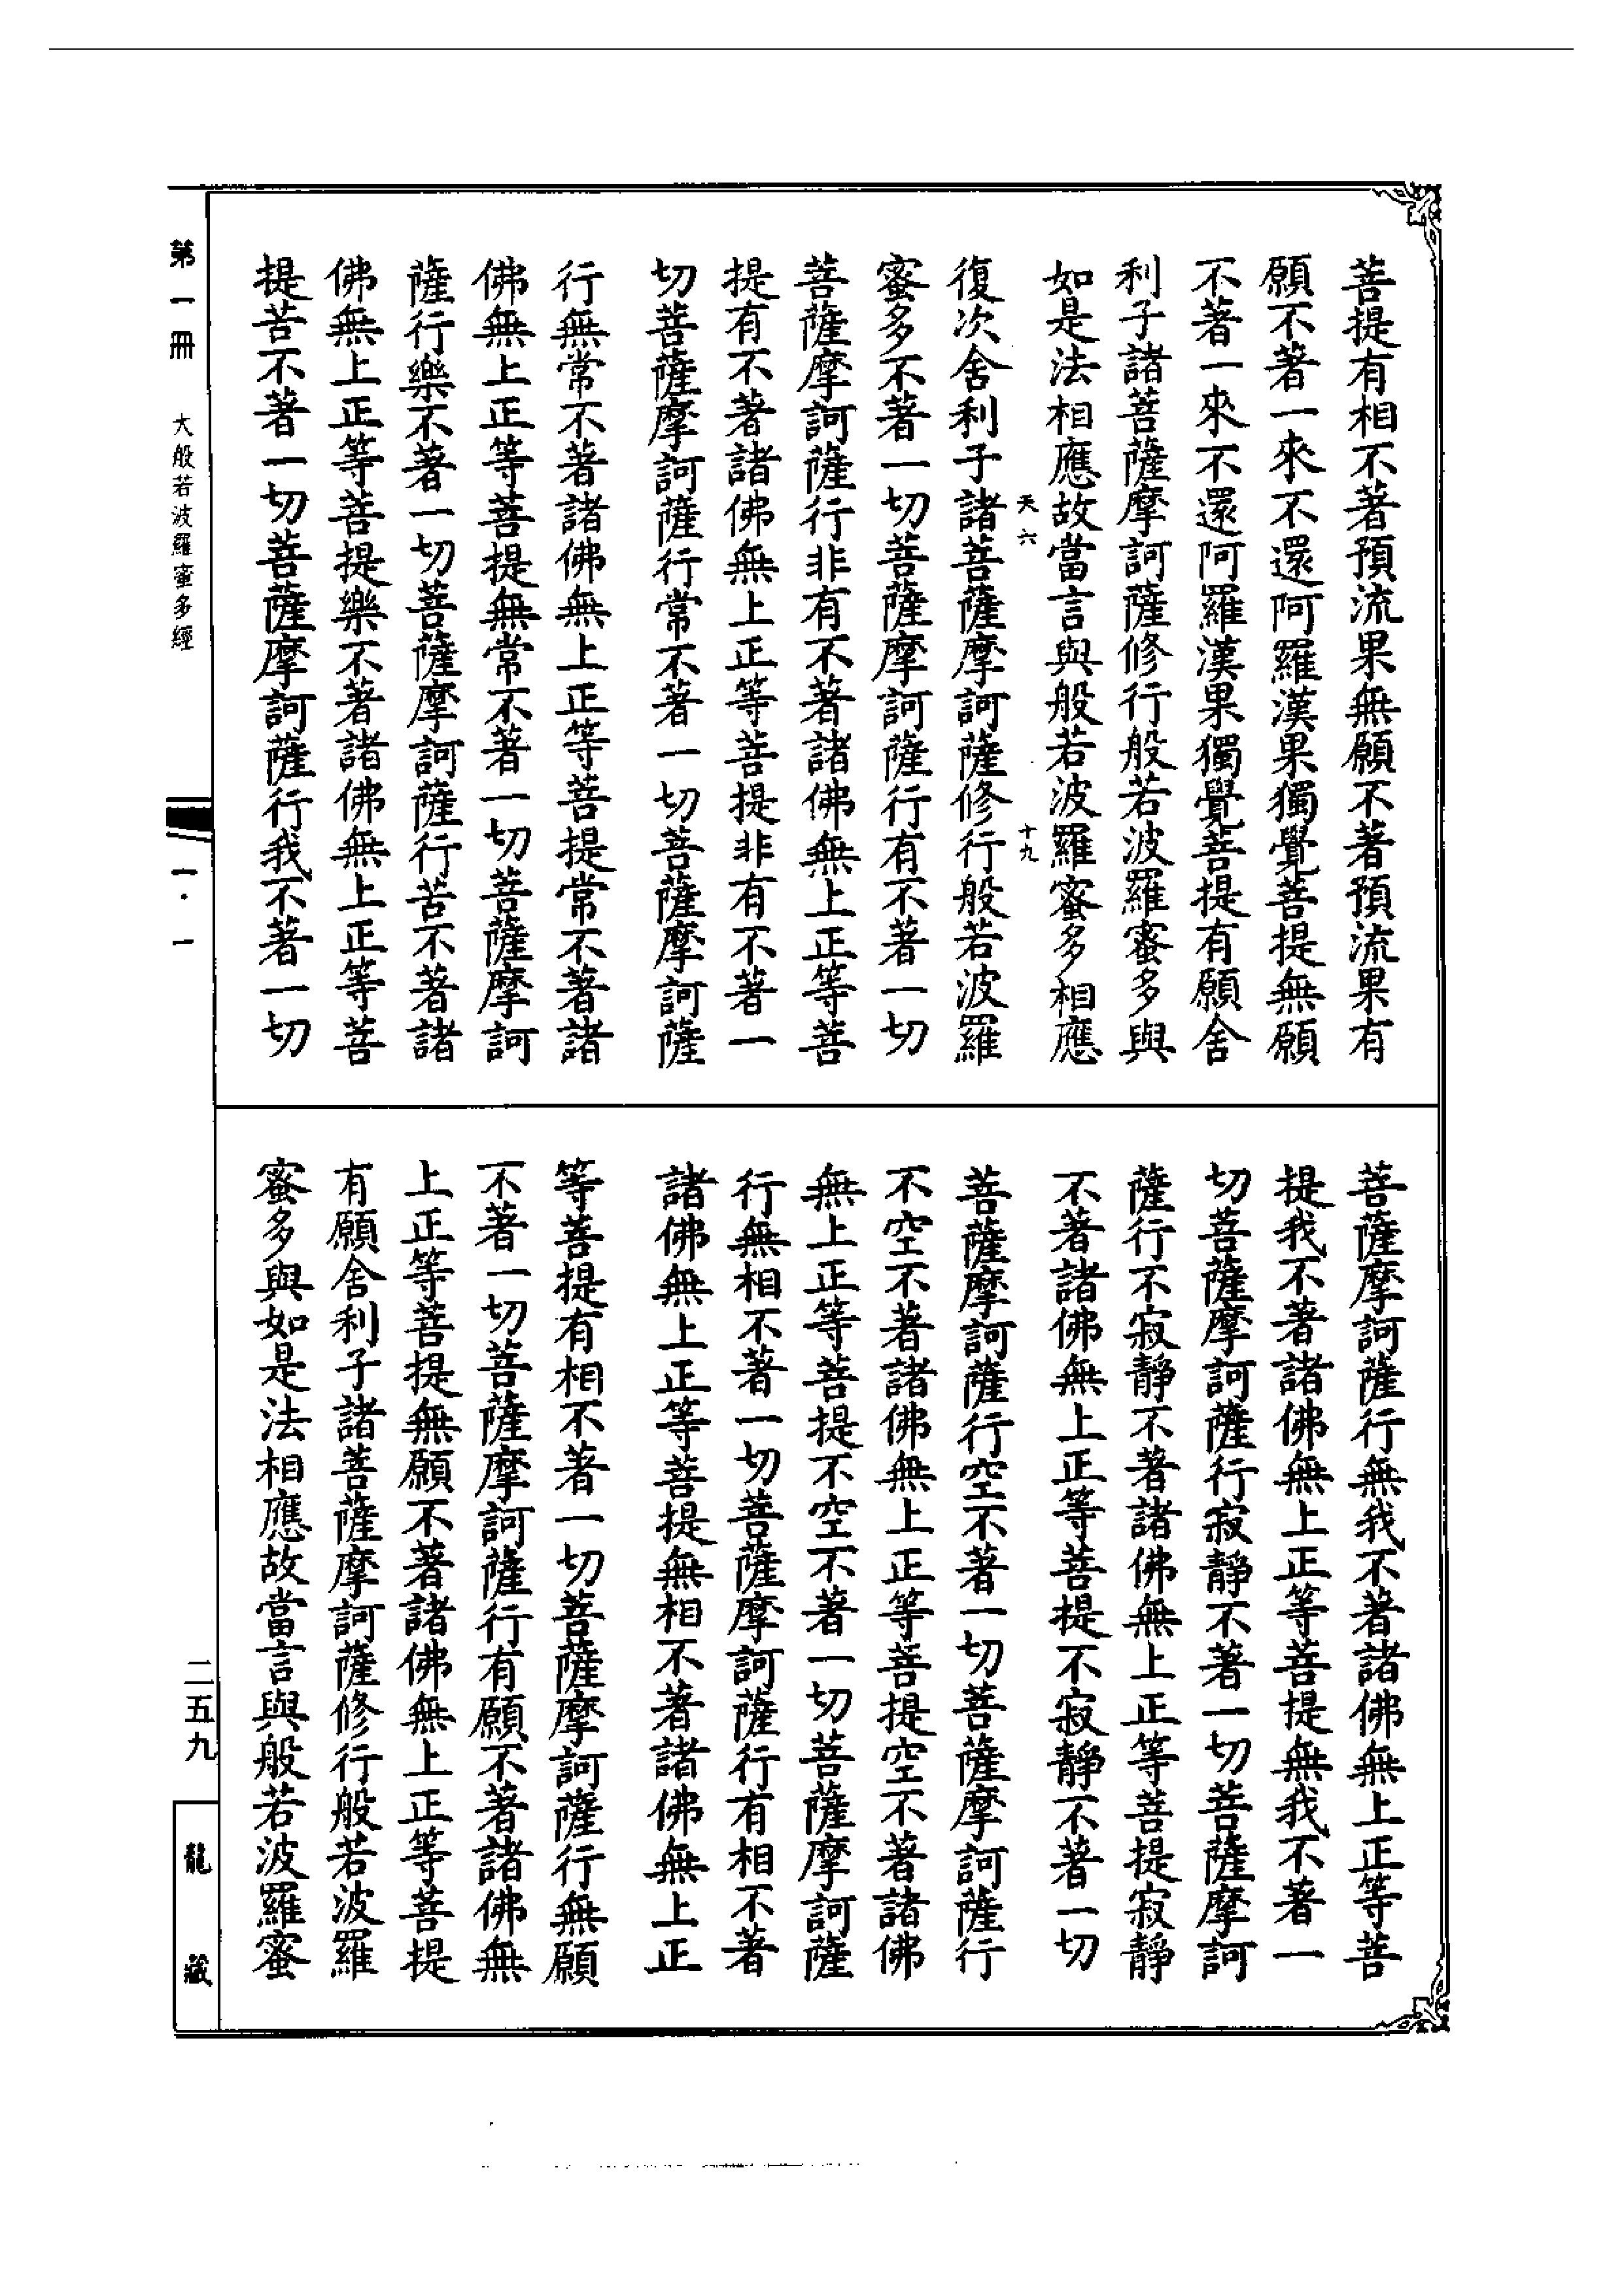 菩提有相不著預流果無願不著預流果有
願不著一來不還阿羅漢果獨覺菩提無願
不著一來不還阿羅漢果獨覺菩提有願舍
利子諸菩薩摩訶薩修行般若波羅蜜多與
如是法相應故當言與般若波羅蜜多相應
天六
十九
復次舍利子諸菩薩摩訶薩修行般若波羅
蜜多不著一切菩薩摩訶薩行有不著一切
菩薩摩訶薩行非有不著諸佛無上正等菩
提有不著諸佛無上正等菩提非有不著一
切菩薩摩訶薩行常不著一切菩薩摩訶薩
行無常不著諸佛無上正等菩提常不著諸
佛無上正等菩提無常不著一切菩薩摩訶
薩行樂不著一切菩薩摩訶薩行苦不著諸
佛無上正等菩提樂不著諸佛無上正等菩
提苦不著一切菩薩摩訶薩行我不著一切
菩薩摩訶薩行無我不著諸佛無上正等菩
提我不著諸佛無上正等菩提無我不著一
切菩薩摩訶薩行寂靜不著一切菩薩摩訶
薩行不寂靜不著諸佛無上正等菩提寂靜
不著諸佛無上正等菩提不寂靜不著一切
菩薩摩訶薩行空不著一切菩薩摩訶薩行
不空不著諸佛無上正等菩提空不著諸佛
無上正等菩提不空不著一切菩薩摩訶薩
行無相不著一切菩薩摩訶薩行有相不著
諸佛無上正等菩提無相不著諸佛無上正
等菩提有相不著一切菩薩摩訶薩行無願
不著一切菩薩摩訶薩行有願不著諸佛無
上正等菩提無願不著諸佛無上正等菩提
有願舍利子諸菩薩摩訶薩修行般若波羅
蜜多與如是法相應故當言與般若波羅蜜
第一冊
大般若波羅蜜多經
一·一
二五九
龍藏